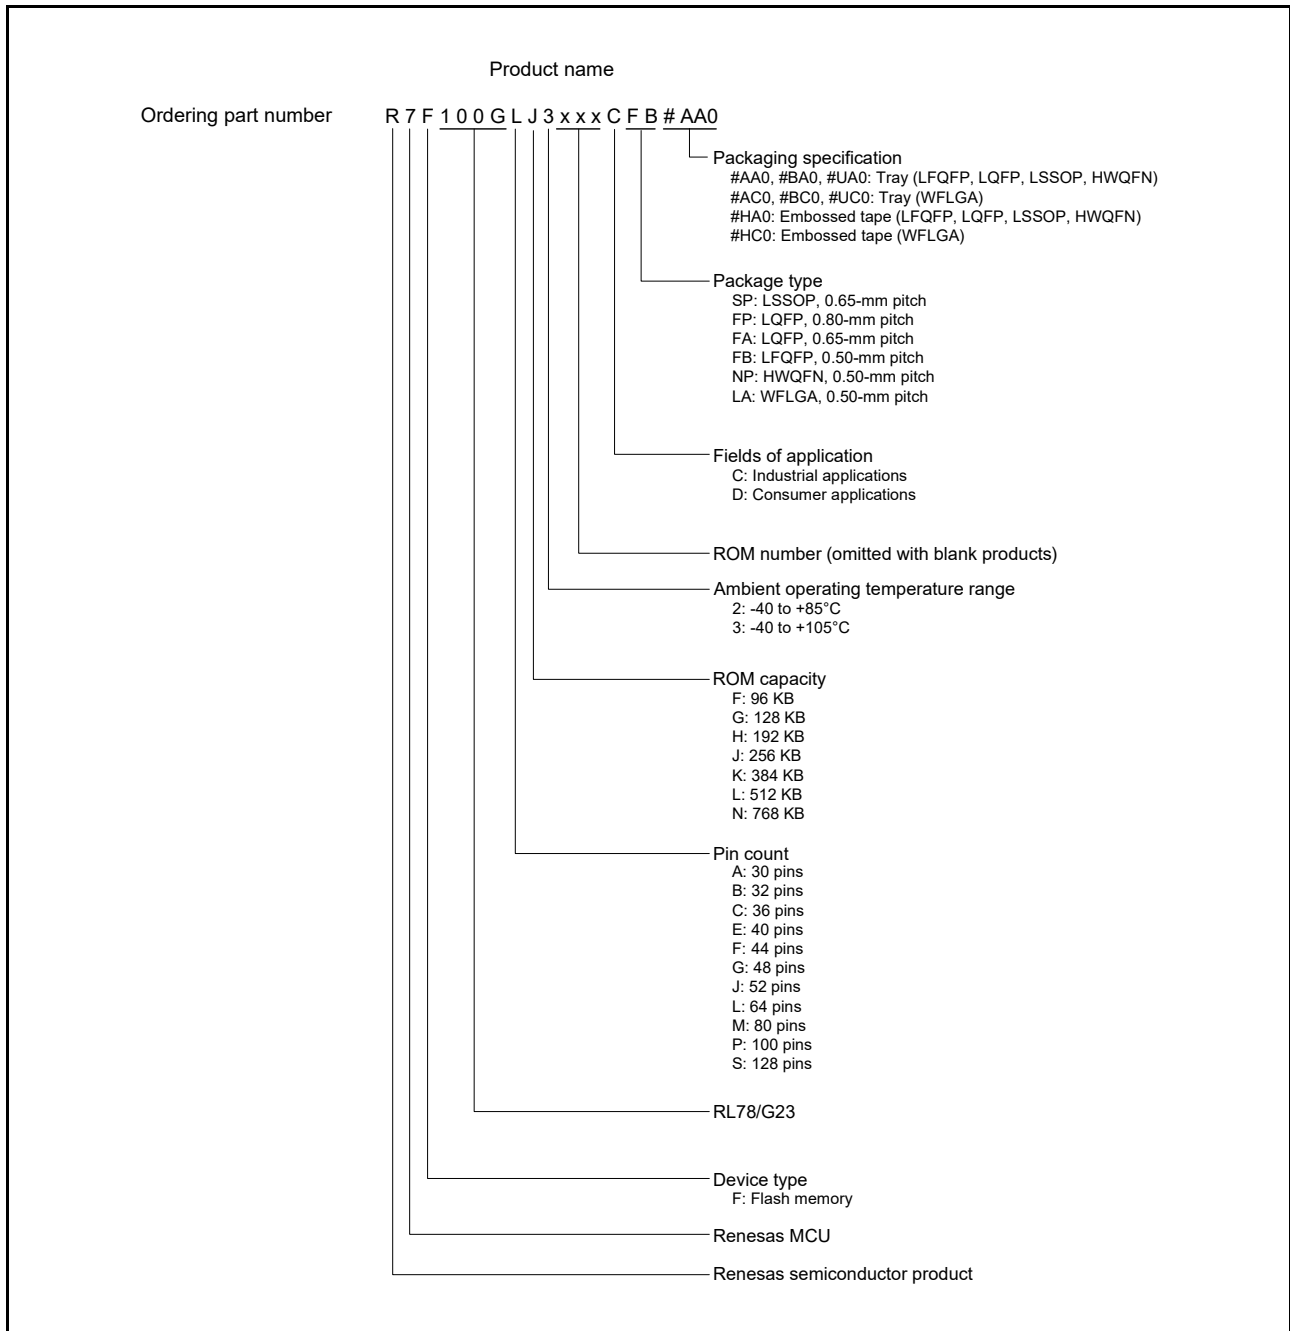 Product name
Ordering part number R 7 F 1 0 0 G L J 3 x x x C F B # AA0
Packaging specification
#AA0, #BA0, #UA0: Tray (LFQFP, LQFP, LSSOP, HWQFN)
#AC0, #BC0, #UC0: Tray (WFLGA)
#HA0: Embossed tape (LFQFP, LQFP, LSSOP, HWQFN)
#HC0: Embossed tape (WFLGA)
Package type
SP: LSSOP, 0.65-mm pitch
FP: LQFP, 0.80-mm pitch
FA: LQFP, 0.65-mm pitch
FB: LFQFP, 0.50-mm pitch
NP: HWQFN, 0.50-mm pitch
LA: WFLGA, 0.50-mm pitch
Fields of application
C: Industrial applications
D: Consumer applications
ROM number (omitted with blank products)
Ambient operating temperature range
2: -40 to +85°C
3: -40 to +105°C
ROM capacity
F: 96 KB
G: 128 KB
H: 192 KB
J: 256 KB
K: 384 KB
L: 512 KB
N: 768 KB
Pin count
A: 30 pins
B: 32 pins
C: 36 pins
E: 40 pins
F: 44 pins
G: 48 pins
J: 52 pins
L: 64 pins
M: 80 pins
P: 100 pins
S: 128 pins
RL78/G23
Device type
F: Flash memory
Renesas MCU
Renesas semiconductor product